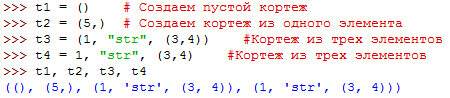 >>> t1 = ()    # Создаем пустой кортеж
>>> t2 = (5,)  # Создаем кортеж из одного элемента
>>> t3 = (1, "str", (3,4))   #Кортеж из трех элементов
>>> t4 = 1, "str", (3,4)    #Кортеж из трех элементов
>>> t1, t2, t3, t4
((), (5,), (1, 'str', (3, 4)), (1, 'str', (3, 4)))